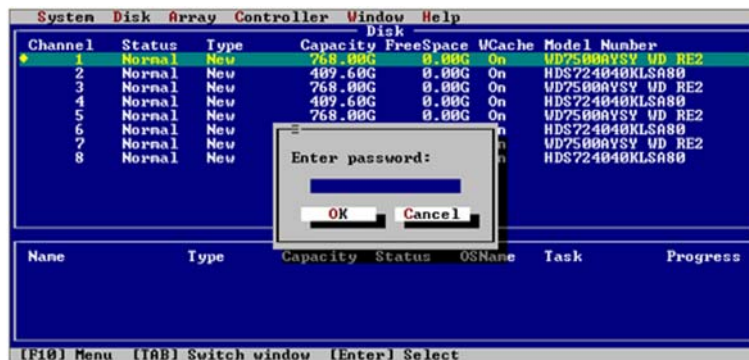 System Disk Array Controller Window Help
Disk
Channel Status Type Capacity FreeSpace WCache Model Number
1 Normal New 768.00G 0.00G On WD7500AYSY WD RE2
2 Normal New 409.60G 0.00G On HDS724040KLSA80
3 Normal New 768.00G 0.00G On WD7500AYSY WD RE2
4 Normal New 409.60G 0.00G On HDS724040KLSA80
5 Normal New 768.00G 0.00G On WD7500AYSY WD RE2
6 Normal New n HDS724040KLSA80
7 Normal New n WD7500AYSY WD RE2
8 Normal New n HDS724040KLSA80
Enter password:
OK Cancel
Name Type Capacity Status OSName Task Progress
[F10] Menu [TAB] Switch window [Enter] Select